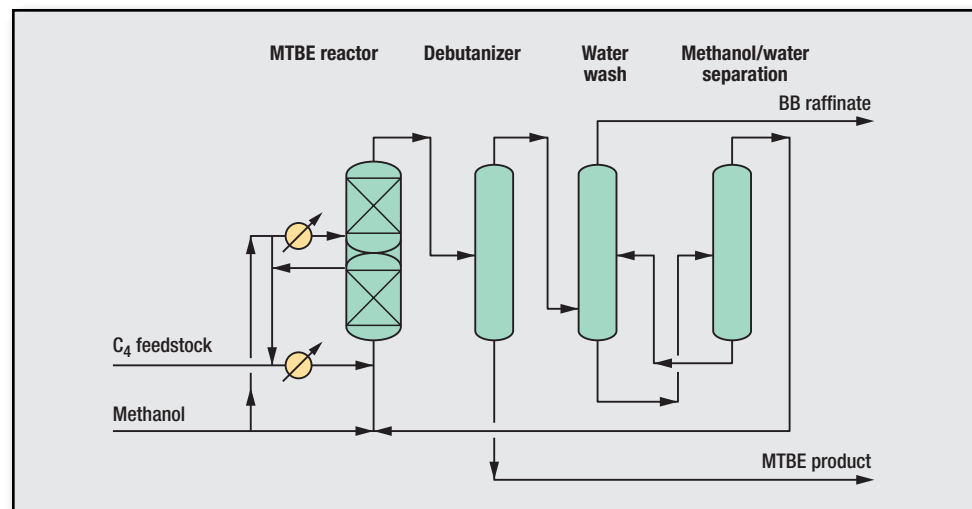 MTBE reactor
Debutanizer
Water
wash
Methanol/water
separation
BB raffinate
C₄ feedstock
Methanol
MTBE product